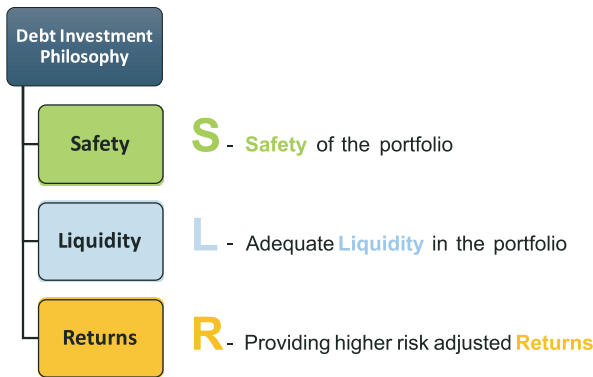 Debt Investment
Philosophy
Safety
S - Safety of the portfolio
Liquidity
L - Adequate Liquidity in the portfolio
Returns
R - Providing higher risk adjusted Returns